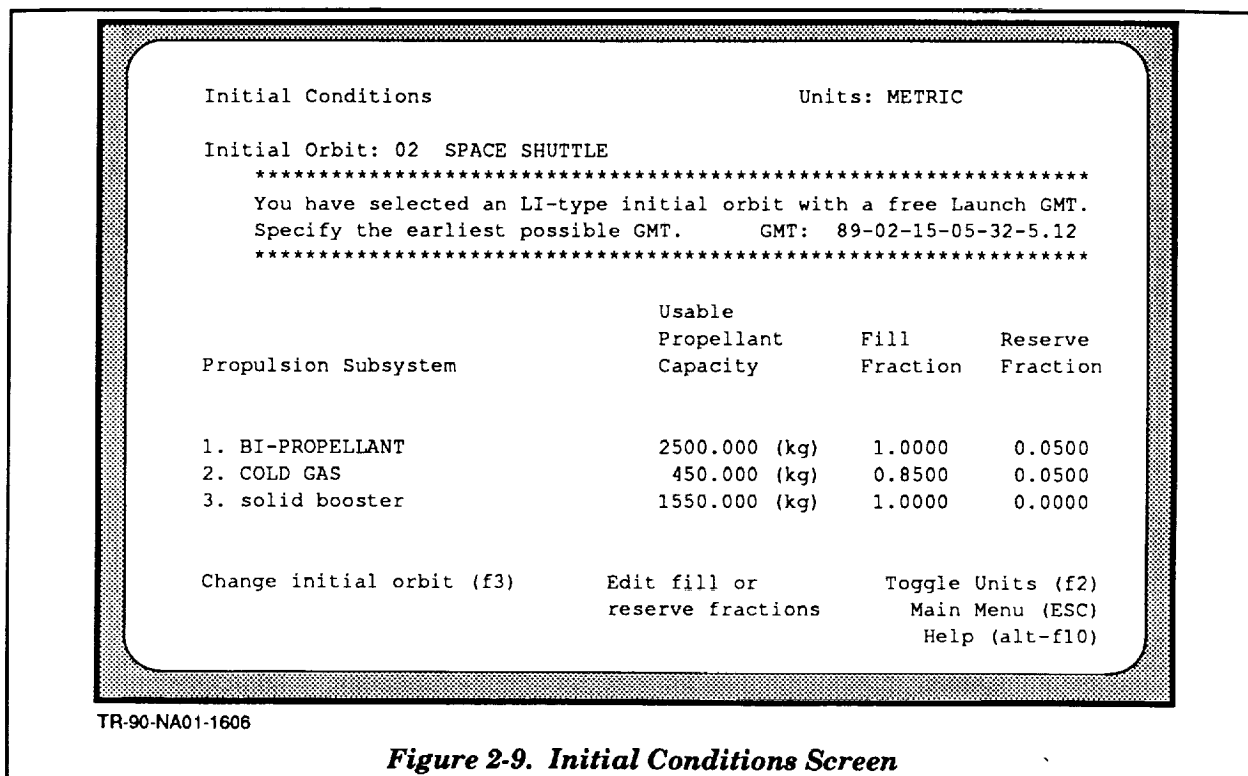 Initial Conditions Units: METRIC
Initial Orbit: 02 SPACE SHUTTLE
*****************************************************************
You have selected an LI-type initial orbit with a free Launch GMT.
Specify the earliest possible GMT. GMT: 89-02-15-05-32-5.12
*****************************************************************
Usable
Propellant Fill Reserve
Propulsion Subsystem Capacity Fraction Fraction
1. BI-PROPELLANT 2500.000 (kg) 1.0000 0.0500
2. COLD GAS 450.000 (kg) 0.8500 0.0500
3. solid booster 1550.000 (kg) 1.0000 0.0000
Change initial orbit (f3) Edit fill or Toggle Units (f2)
reserve fractions Main Menu (ESC)
Help (alt-f10)
TR-90-NA01-1606
Figure 2-9. Initial Conditions Screen